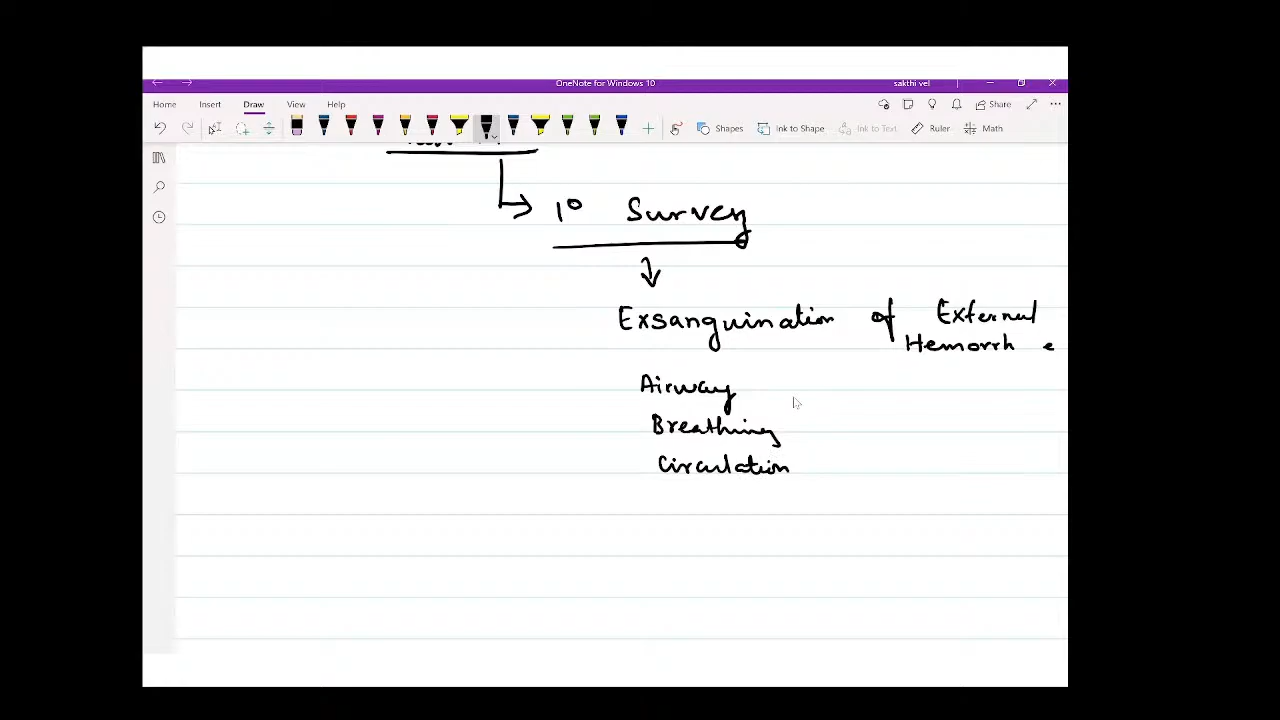 OneNote for Windows 10
sakthi vel
Home Insert Draw View Help
Share
Shapes Ink to Shape Ink to Text Ruler Math
1° Survey
Exsanguination of External
Hemorrh e
Airway
Breathing
Circulation